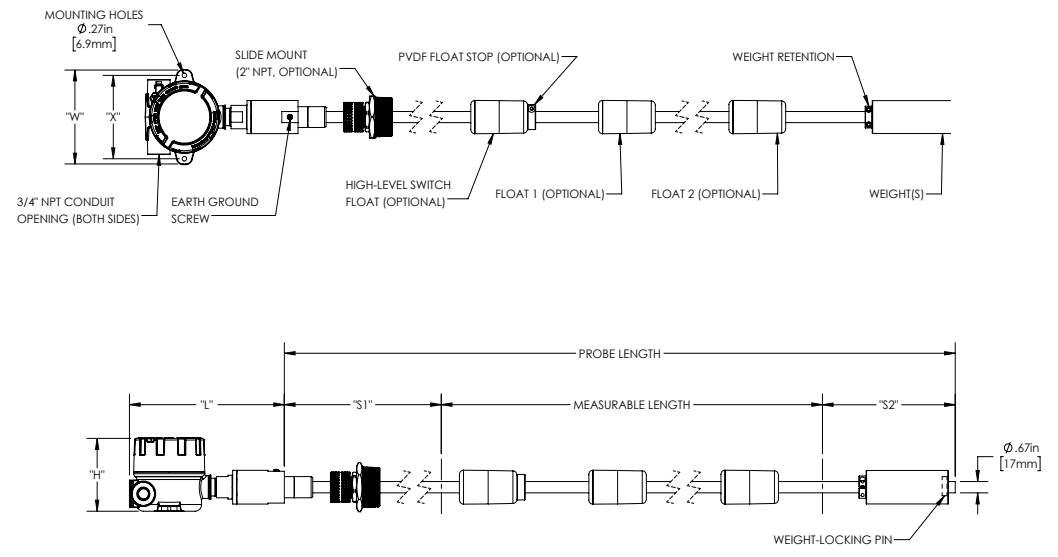 MOUNTING HOLES
Ø.27in
[6.9mm]
SLIDE MOUNT
(2" NPT, OPTIONAL)
PVDF FLOAT STOP (OPTIONAL)
WEIGHT RETENTION
"W"
"X"
3/4" NPT CONDUIT
OPENING (BOTH SIDES)
EARTH GROUND
SCREW
HIGH-LEVEL SWITCH
FLOAT (OPTIONAL)
FLOAT 1 (OPTIONAL)
FLOAT 2 (OPTIONAL)
WEIGHT(S)
PROBE LENGTH
"L"
"S1"
MEASURABLE LENGTH
"S2"
"H"
Ø.67in
[17mm]
WEIGHT-LOCKING PIN